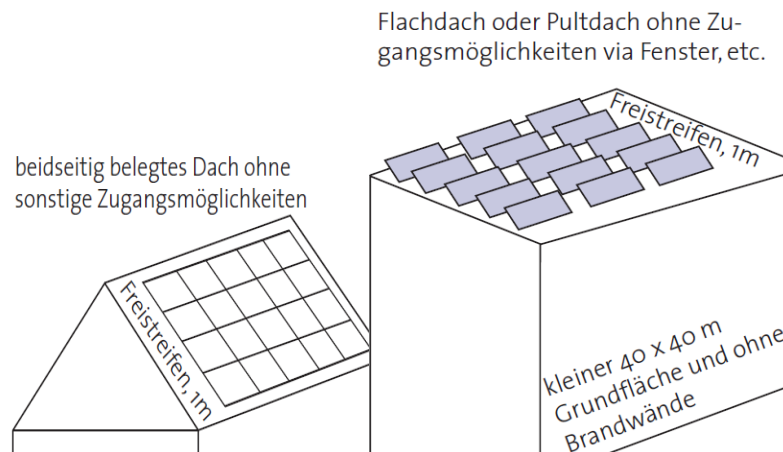 Flachdach oder Pultdach ohne Zu-
gangsmöglichkeiten via Fenster, etc.
Freistreifen, 1m
beidseitig belegtes Dach ohne
sonstige Zugangsmöglichkeiten
Freistreifen, 1m
kleiner 40 x 40 m
Grundfläche und ohne
Brandwände